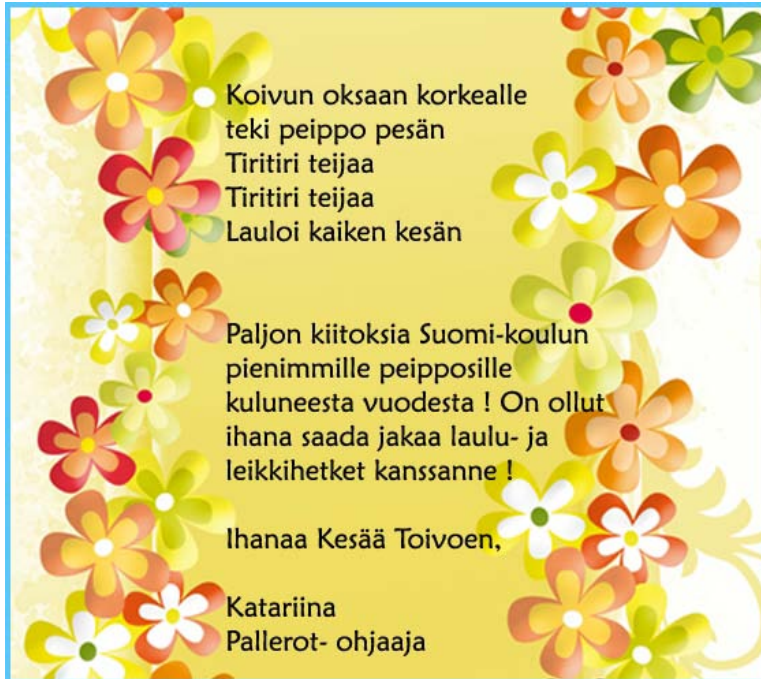 Koivun oksaan korkealle
teki peippo pesän
Tiritiri teijaa
Tiritiri teijaa
Lauloi kaiken kesän
Paljon kiitoksia Suomi-koulun
pienimmille peipposille
kuluneesta vuodesta ! On ollut
ihana saada jakaa laulu- ja
leikkihetket kanssanne !
Ihanaa Kesää Toivoen,
Katariina
Pallerot- ohjaaja